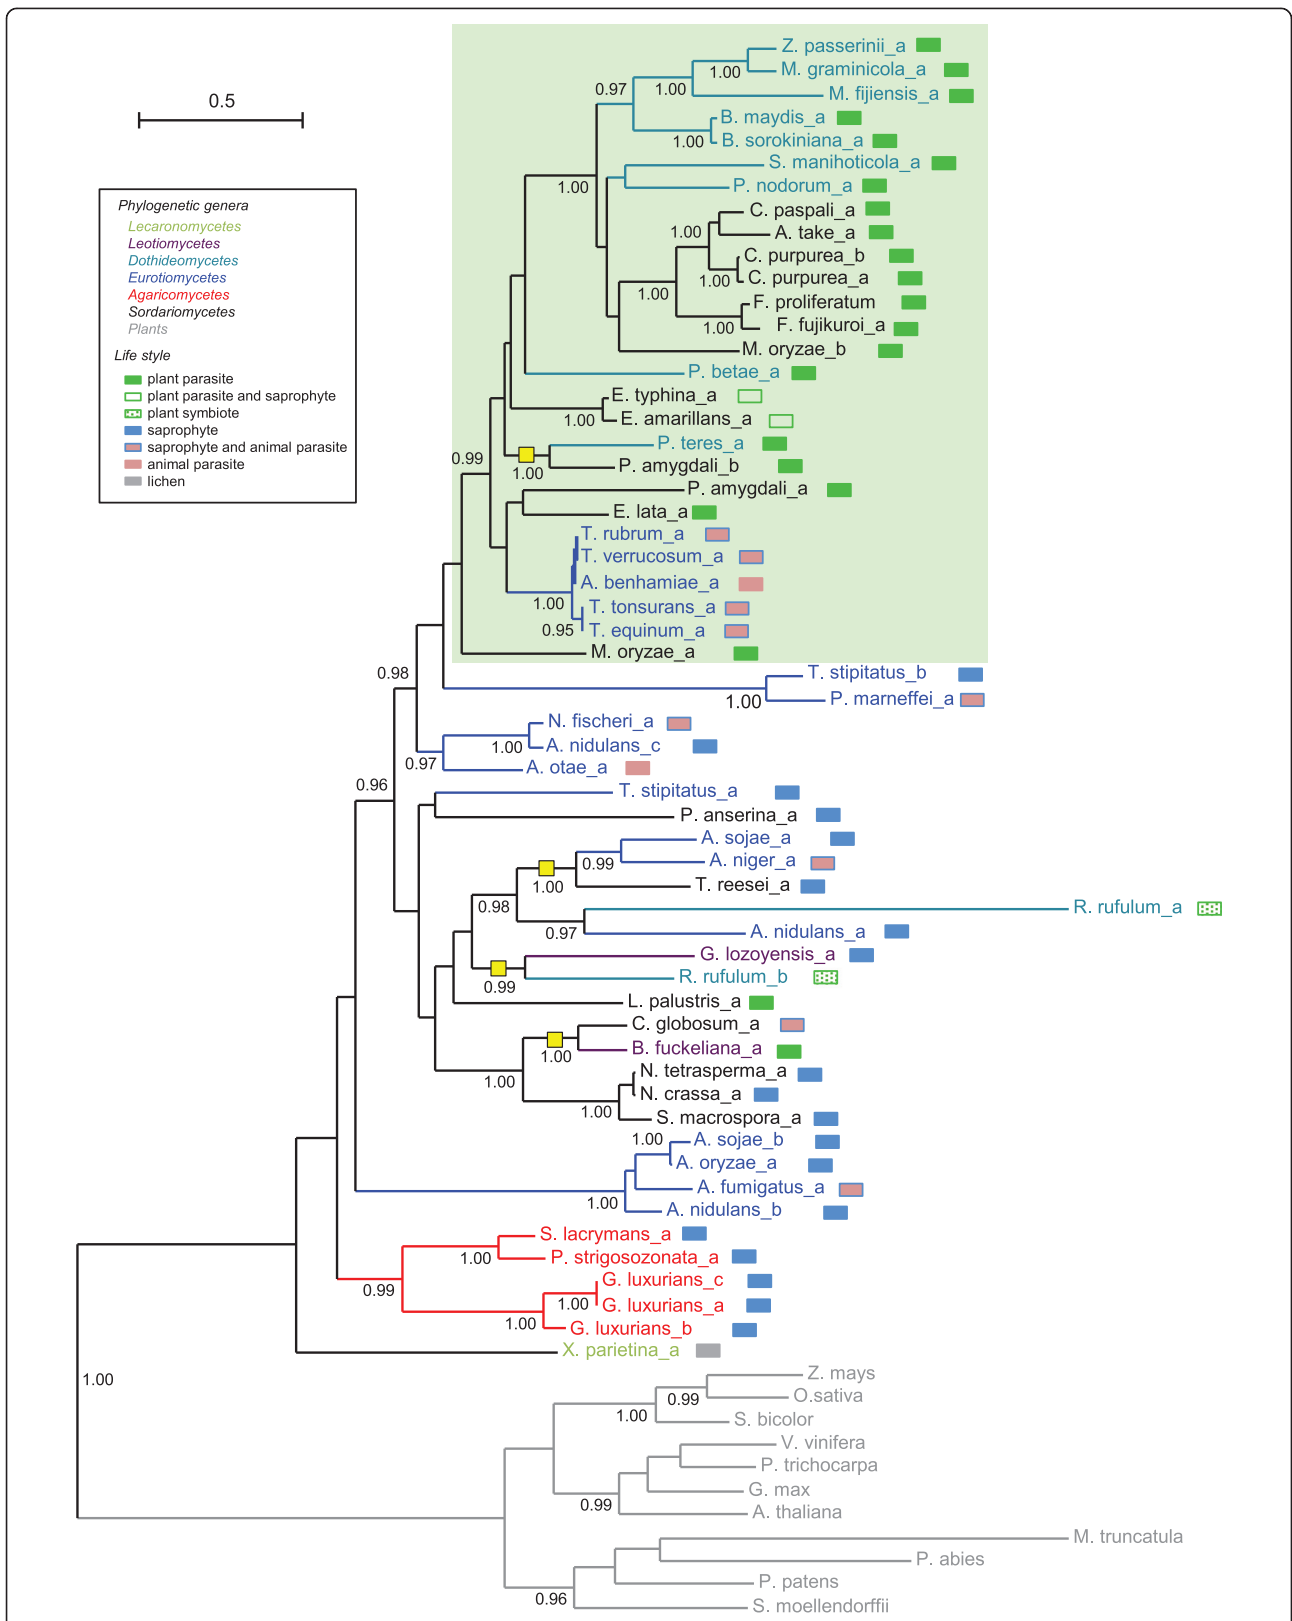 0.5
Phylogenetic genera
Lecaronomycetes
Leotiomycetes
Dothideomycetes
Eurotiomycetes
Agaricomycetes
Sordariomycetes
Plants
Life style
plant parasite
plant parasite and saprophyte
plant symbiote
saprophyte
saprophyte and animal parasite
animal parasite
lichen
Z. passerinii_a
1.00
M. graminicola_a
0.97
1.00
M. fijiensis_a
B. maydis_a
1.00
B. sorokiniana_a
S. manihoticola_a
1.00
P. nodorum_a
C. paspali_a
1.00
A. take_a
C. purpurea_b
1.00
C. purpurea_a
1.00
F. proliferatum
1.00
F. fujikuroi_a
M. oryzae_b
P. betae_a
E. typhina_a
1.00
E. amarillans_a
P. teres_a
0.99
1.00
P. amygdali_b
P. amygdali_a
E. lata_a
T. rubrum_a
T. verrucosum_a
A. benhamiae_a
1.00
T. tonsurans_a
0.95
T. equinum_a
M. oryzae_a
0.98
T. stipitatus_b
1.00
P. marneffei_a
N. fischeri_a
1.00
A. nidulans_c
0.97
A. otae_a
0.96
T. stipitatus_a
P. anserina_a
A. sojae_a
0.99
A. niger_a
1.00
T. reesei_a
0.98
R. rufulum_a
0.97
A. nidulans_a
G. lozoyensis_a
0.99
R. rufulum_b
L. palustris_a
C. globosum_a
1.00
B. fuckeliana_a
1.00
N. tetrasperma_a
N. crassa_a
1.00
S. macrospora_a
1.00
A. sojae_b
A. oryzae_a
A. fumigatus_a
1.00
A. nidulans_b
S. lacrymans_a
1.00
P. strigosozonata_a
0.99
G. luxurians_c
1.00
G. luxurians_a
1.00
G. luxurians_b
X. parietina_a
1.00
Z. mays
0.99
O.sativa
1.00
S. bicolor
V. vinifera
P. trichocarpa
G. max
0.99
A. thaliana
M. truncatula
P. abies
P. patens
0.96
S. moellendorffii